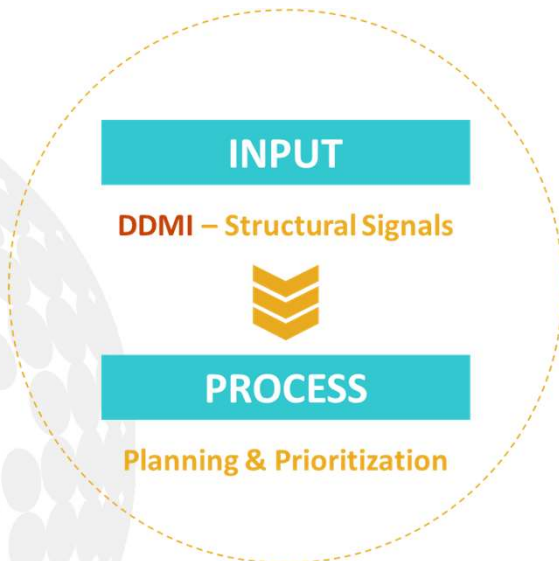 INPUT
DDMI – Structural Signals
PROCESS
Planning & Prioritization